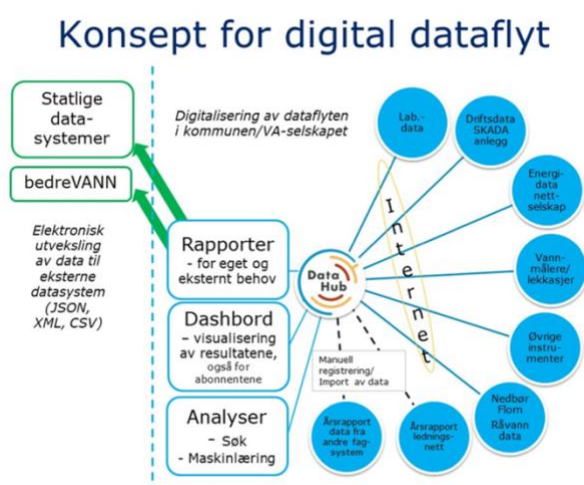 Konsept for digital dataflyt
Statlige
data-
systemer
bedreVANN
Elektronisk
utveksling
av data til
eksterne
datasystem
(JSON,
XML, CSV)
Digitalisering av dataflyten
i kommunen/VA-selskapet
Rapporter
- for eget og
eksternt behov
Dashbord
– visualisering
av resultatene,
også for
abonnentene
Analyser
– Søk
- Maskinlæring
Data
Hub
Internet
Lab.-
data
Driftsdata
SKADA
anlegg
Energi-
data
nett-
selskap
Vann-
målere/
lekkasjer
Øvrige
instru-
menter
Nedbør
Flom
Råvann
data
Manuell
registrering/
Import av data
Årsrapport
data fra
andre fag-
system
Årsrapport
lednings-
nett